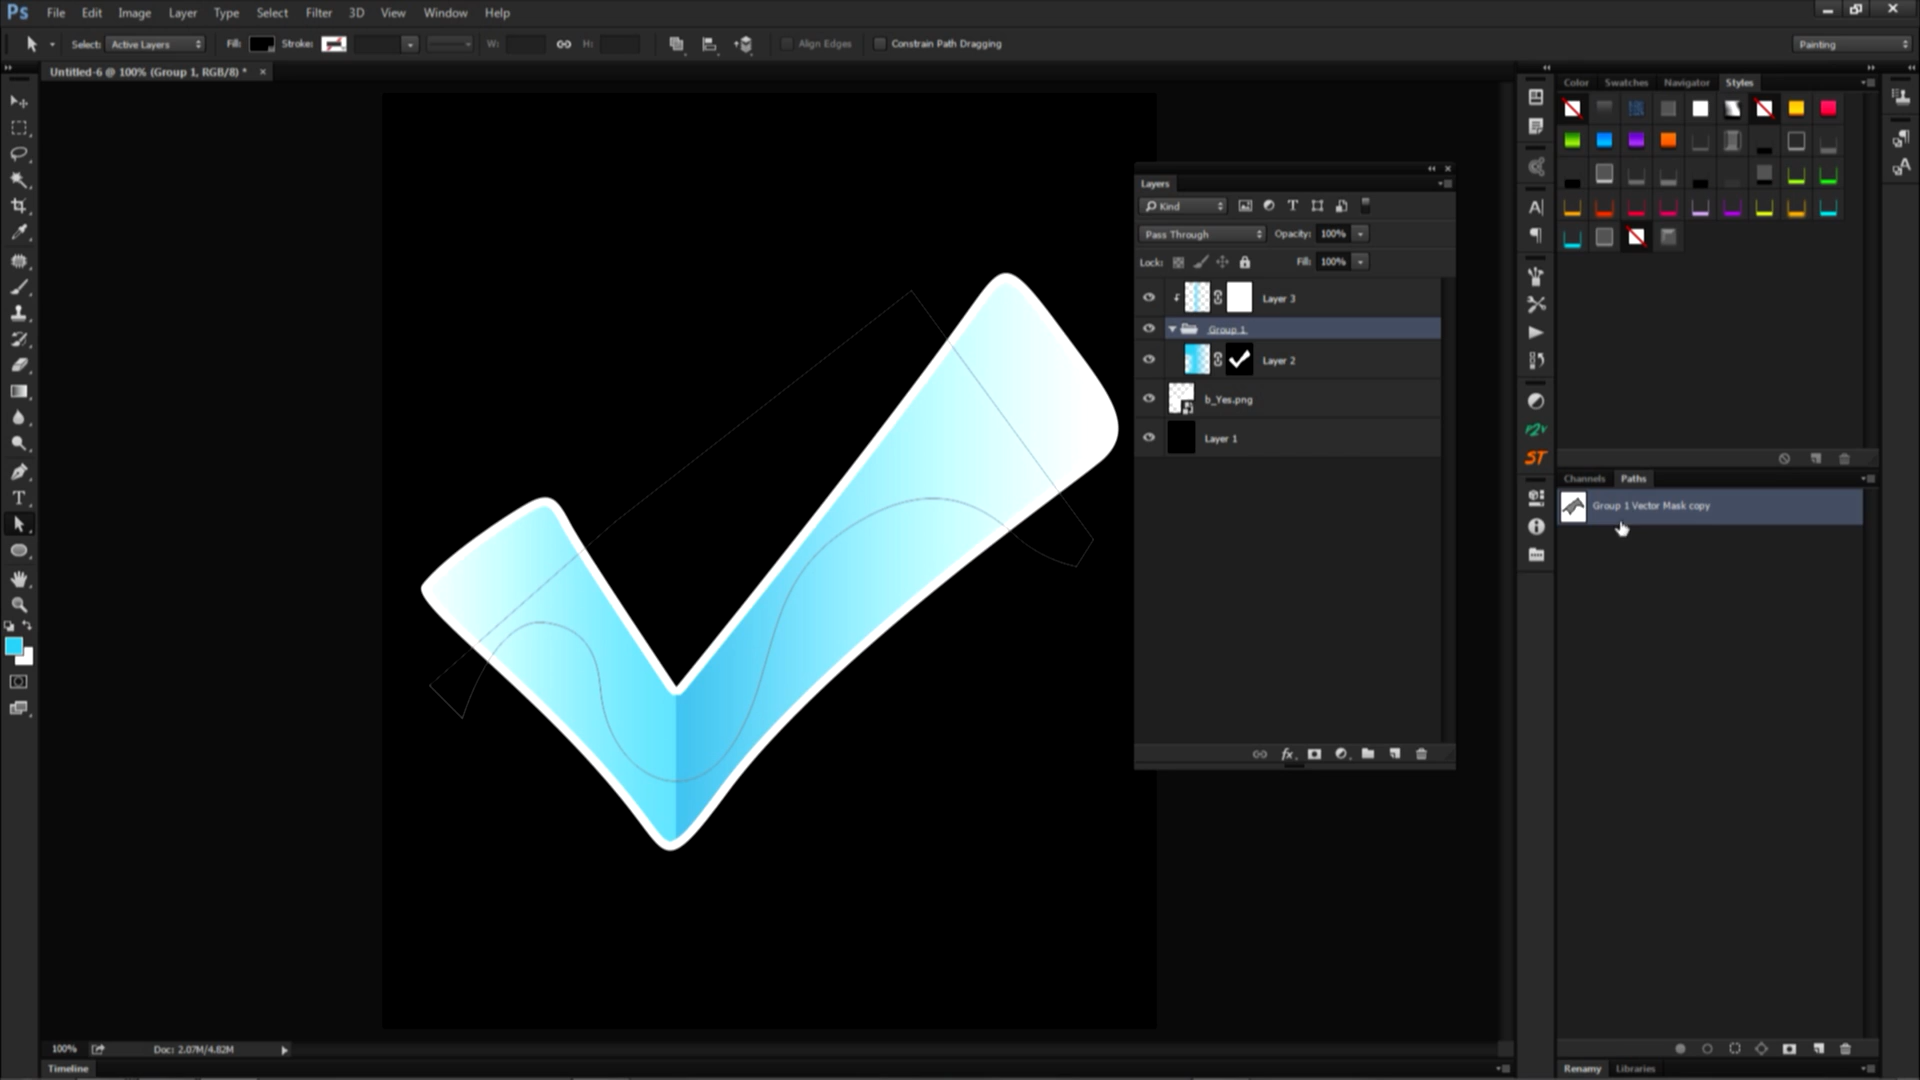 Ps File Edit Image Layer Type Select Filter 3D View Window Help
Select: Active Layers Fill: Stroke: W: H: Align Edges Constrain Path Dragging Painting
Untitled-6 @ 100% (Group 1, RGB/8) * ×
Color Swatches Navigator Styles
Layers
Kind
Pass Through Opacity: 100%
Lock: Fill: 100%
Layer 3
Group 1
Layer 2
b_Yes.png
Layer 1
fx
P2V
ST
Channels Paths
Group 1 Vector Mask copy
100% Doc: 2.07M/4.82M
Timeline
Renamy Libraries